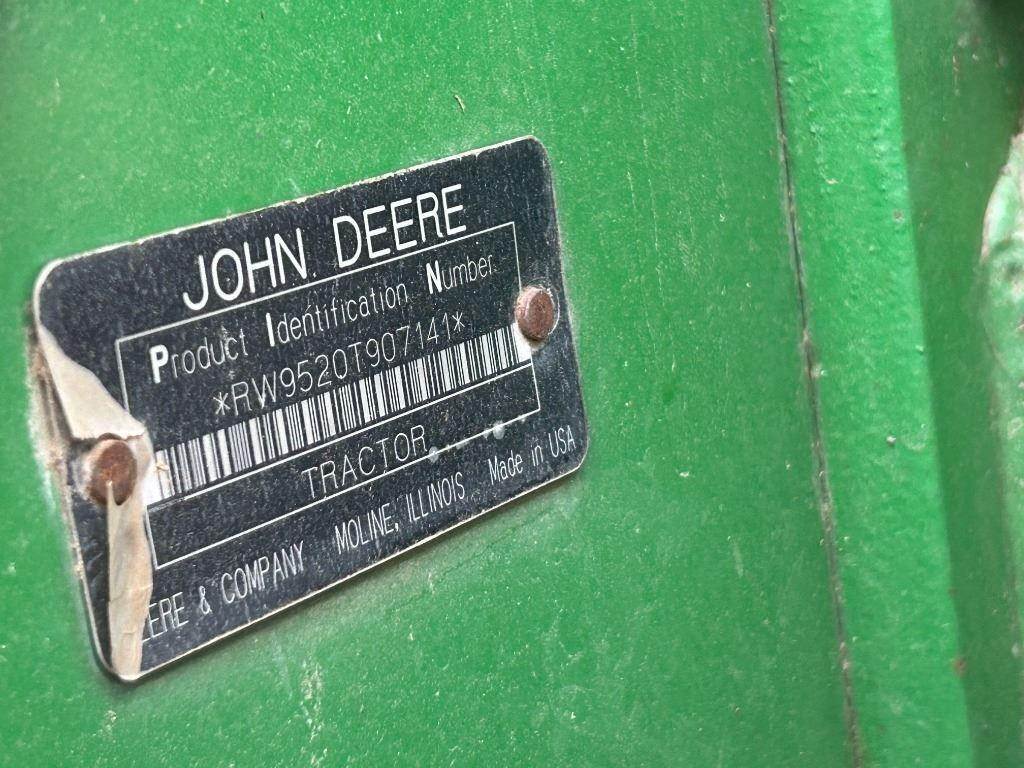 JOHN DEERE
Product Identification Number
*RW9520T907141*
TRACTOR
EERE & COMPANY MOLINE, ILLINOIS Made in USA